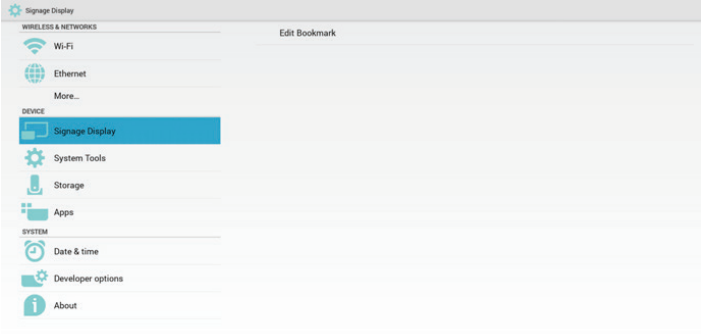 Signage Display
WIRELESS & NETWORKS
Wi-Fi
Ethernet
More...
DEVICE
Signage Display
System Tools
Storage
Apps
SYSTEM
Date & time
Developer options
About
Edit Bookmark